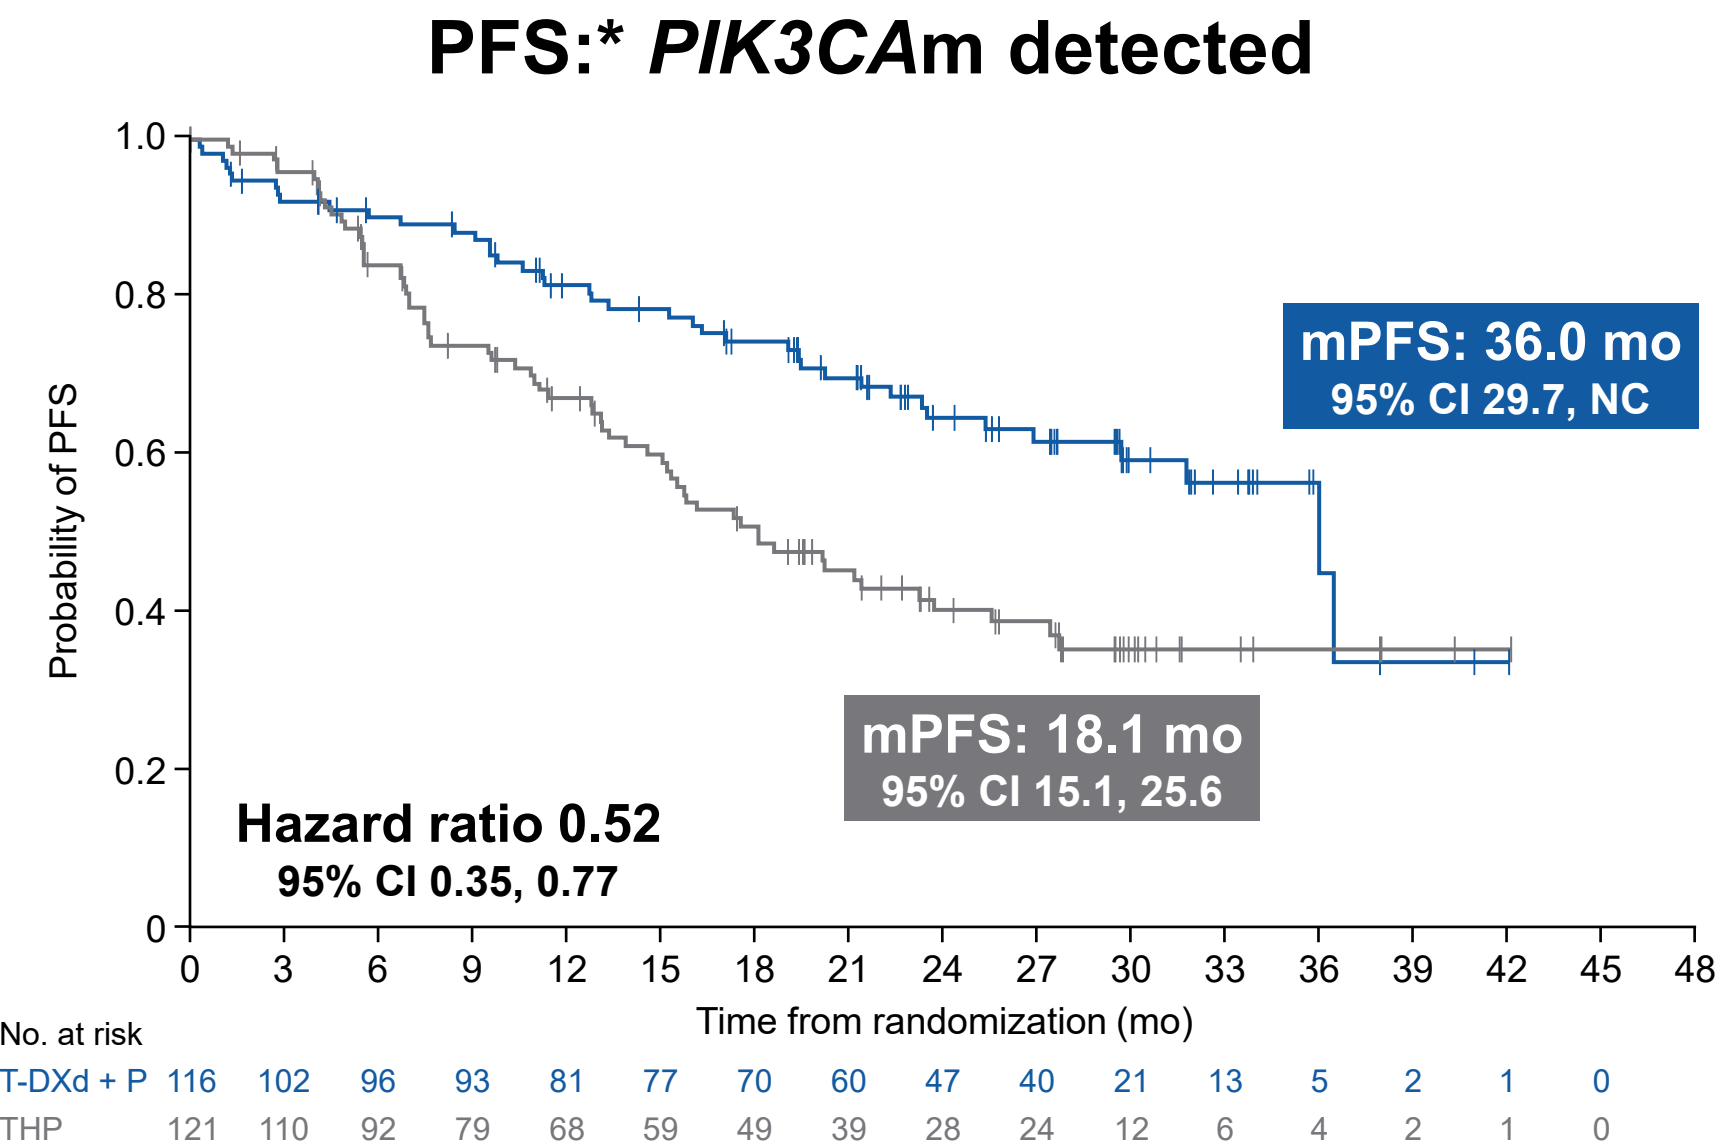 PFS:* PIK3CAm detected
1.0
0.8
0.6
0.4
0.2
0
Probability of PFS
mPFS: 36.0 mo
95% CI 29.7, NC
mPFS: 18.1 mo
95% CI 15.1, 25.6
Hazard ratio 0.52
95% CI 0.35, 0.77
0 3 6 9 12 15 18 21 24 27 30 33 36 39 42 45 48
Time from randomization (mo)
No. at risk
T-DXd + P 116 102 96 93 81 77 70 60 47 40 21 13 5 2 1 0
THP 121 110 92 79 68 59 49 39 28 24 12 6 4 2 1 0